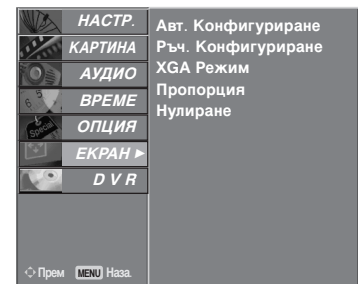 НАСТР.
КАРТИНА
АУДИО
ВРЕМЕ
ОПЦИЯ
ЕКРАН
D V R
Авт. Конфигуриране
Ръч. Конфигуриране
XGA Режим
Пропорция
Нулиране
Прем MENU Наза.